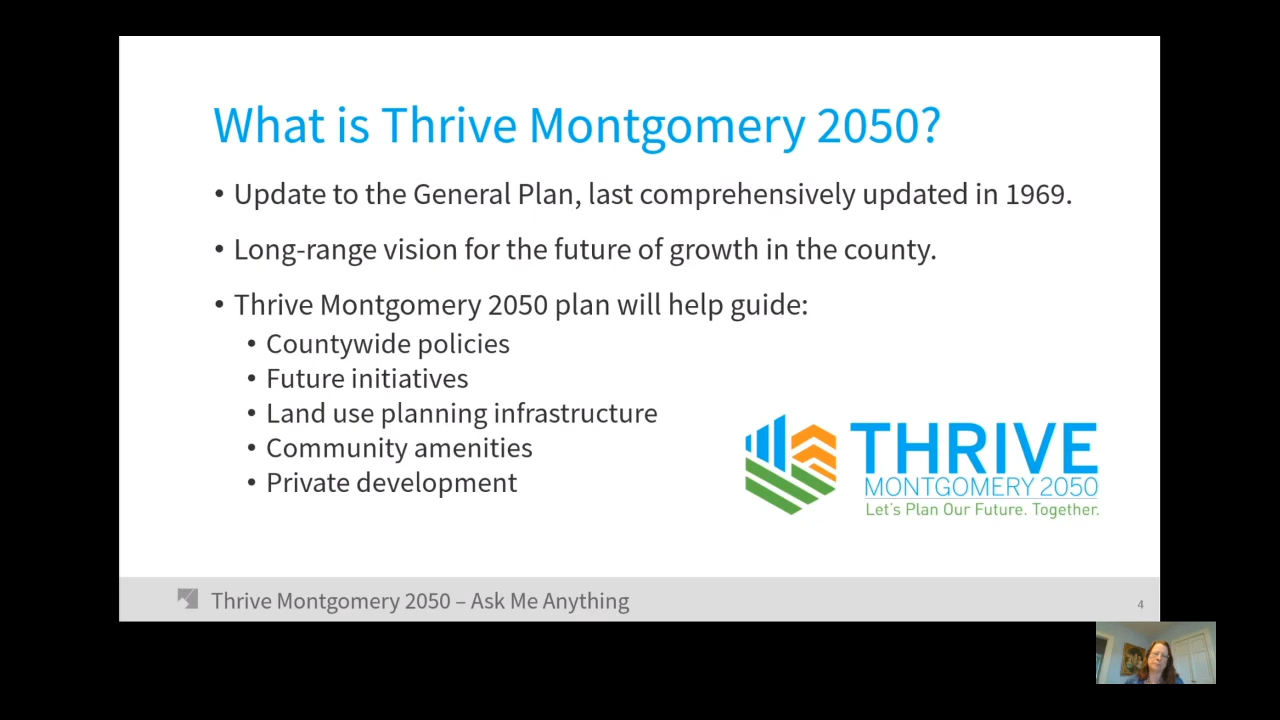 What is Thrive Montgomery 2050?
• Update to the General Plan, last comprehensively updated in 1969.
• Long-range vision for the future of growth in the county.
• Thrive Montgomery 2050 plan will help guide:
• Countywide policies
• Future initiatives
• Land use planning infrastructure
• Community amenities
• Private development
THRIVE
MONTGOMERY 2050
Let's Plan Our Future. Together.
Thrive Montgomery 2050 – Ask Me Anything
4